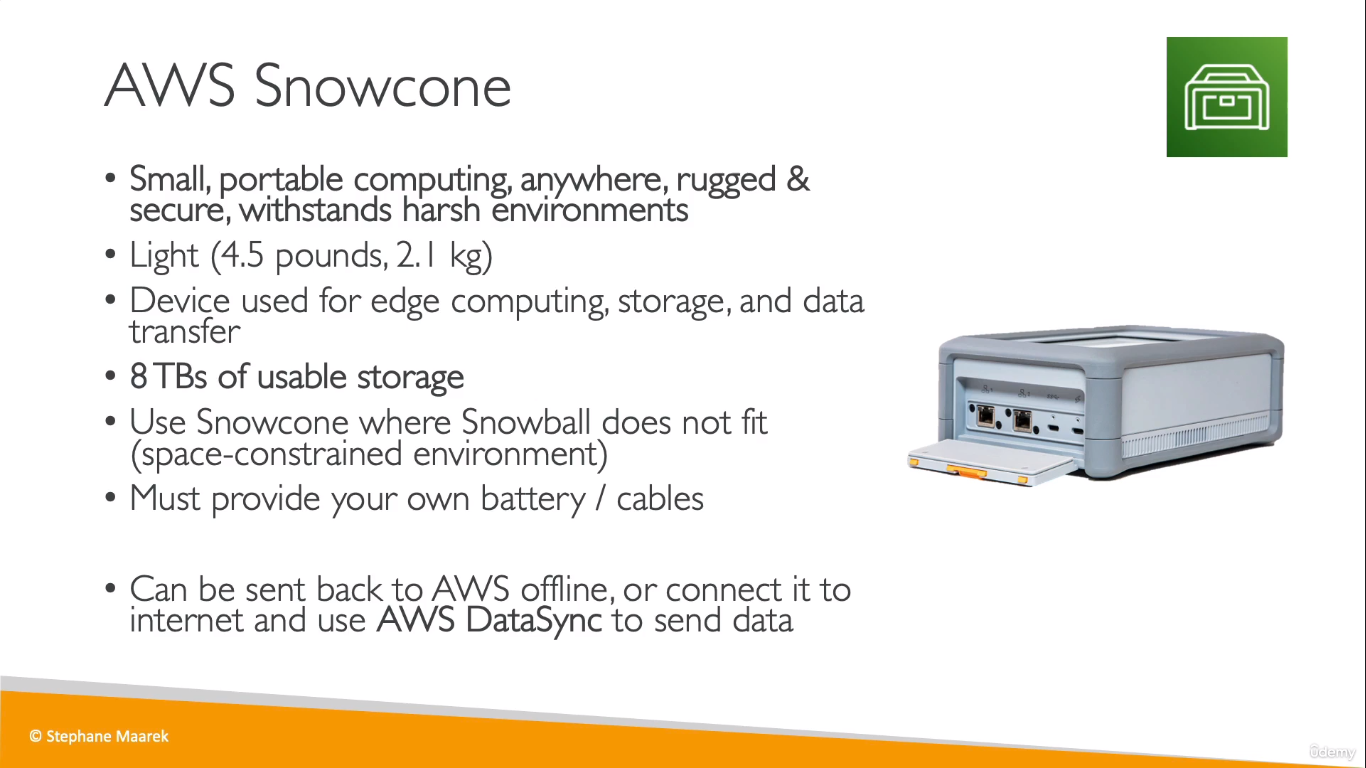 AWS Snowcone
• Small, portable computing, anywhere, rugged &
secure, withstands harsh environments
• Light (4.5 pounds, 2.1 kg)
• Device used for edge computing, storage, and data
transfer
• 8 TBs of usable storage
• Use Snowcone where Snowball does not fit
(space-constrained environment)
• Must provide your own battery / cables
• Can be sent back to AWS offline, or connect it to
internet and use AWS DataSync to send data
© Stephane Maarek
ûdemy